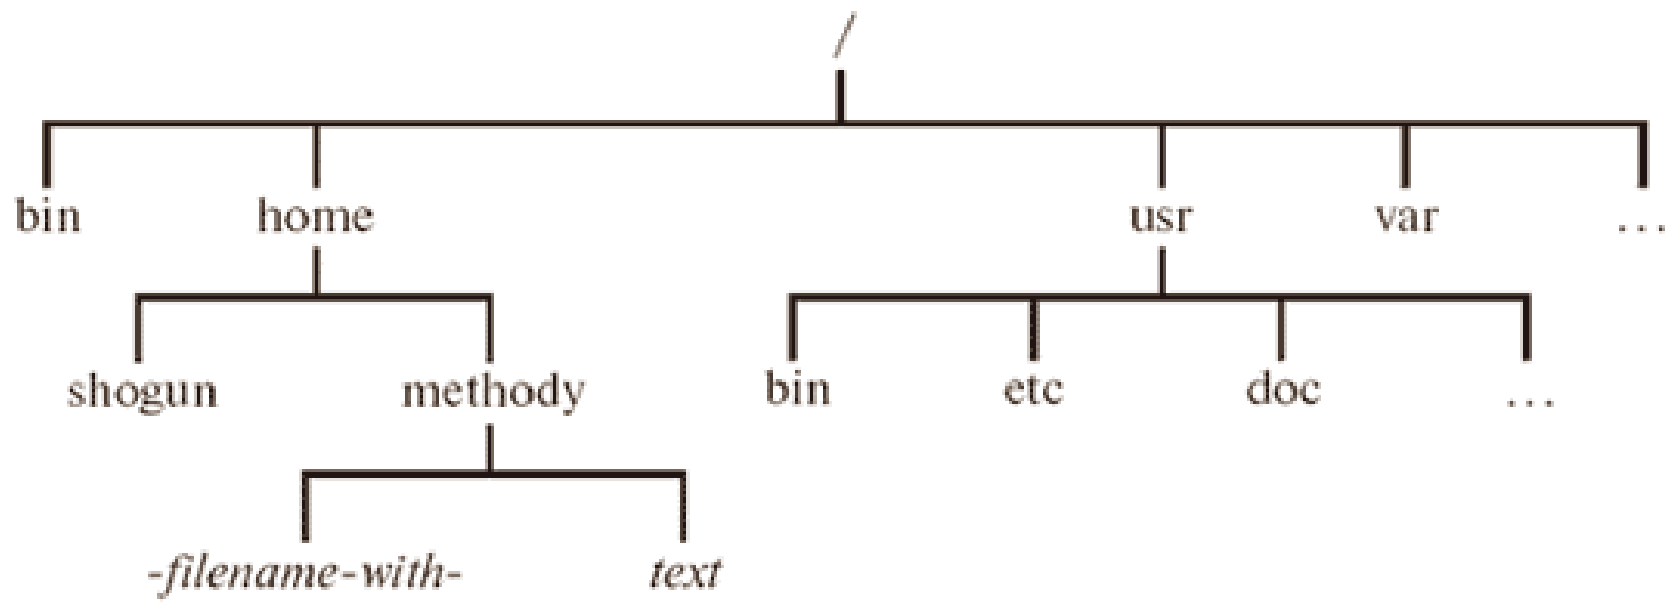 /
bin home usr var ...
shogun methody bin etc doc ...
-filename-with- text